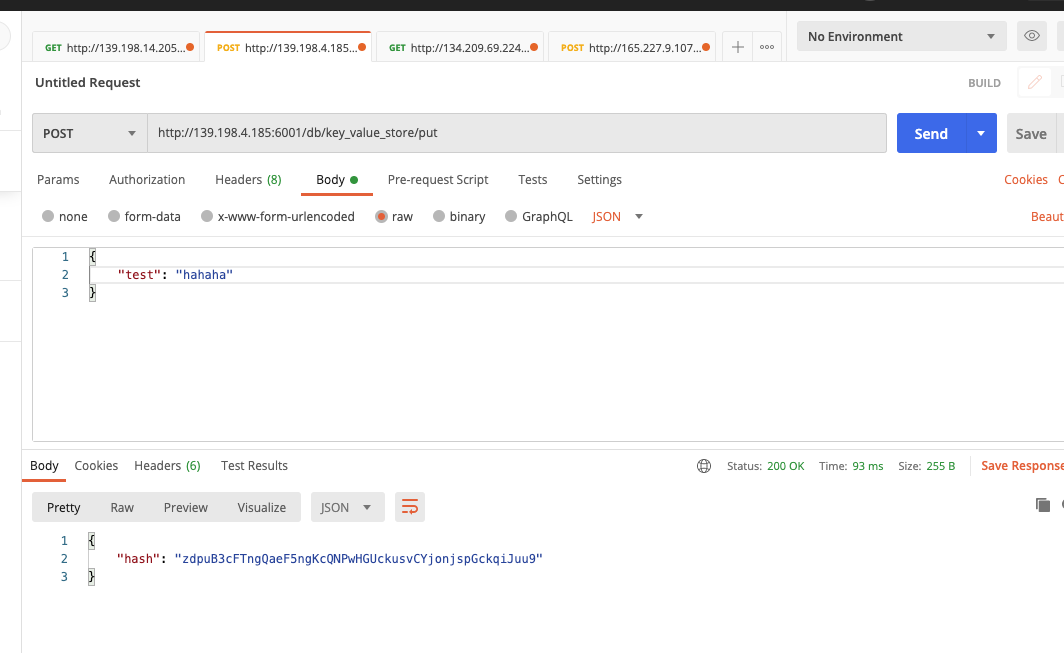 GET http://139.198.14.205... POST http://139.198.4.185... GET http://134.209.69.224... POST http://165.227.9.107... No Environment
Untitled Request BUILD
POST http://139.198.4.185:6001/db/key_value_store/put Send Save
Params Authorization Headers (8) Body Pre-request Script Tests Settings Cookies
none form-data x-www-form-urlencoded raw binary GraphQL JSON Beaut
1 {
2 "test": "hahaha"
3 }
Body Cookies Headers (6) Test Results Status: 200 OK Time: 93 ms Size: 255 B Save Response
Pretty Raw Preview Visualize JSON
1 {
2 "hash": "zdpuB3cFTngQaeF5ngKcQNPwHGUckusvCYjonjspGckqiJuu9"
3 }